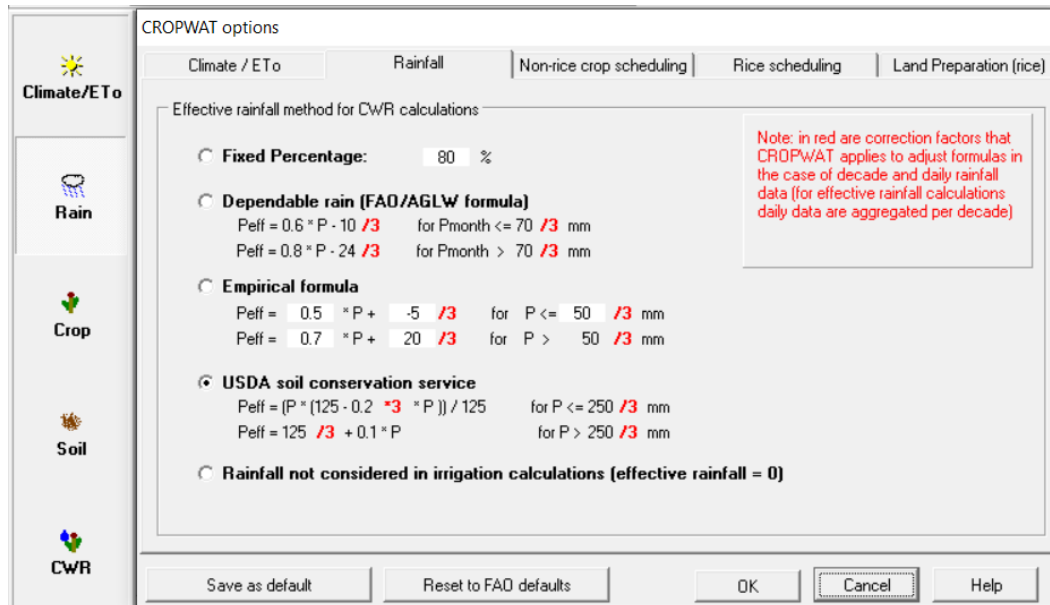 CROPWAT options
Climate/ETo
Rain
Crop
Soil
CWR
Climate / ETo
Rainfall
Non-rice crop scheduling
Rice scheduling
Land Preparation (rice)
Effective rainfall method for CWR calculations
Fixed Percentage: 80 %
Dependable rain (FAO/AGLW formula)
Peff = 0.6 * P - 10 /3 for Pmonth <= 70 /3 mm
Peff = 0.8 * P - 24 /3 for Pmonth > 70 /3 mm
Empirical formula
Peff = 0.5 * P + -5 /3 for P <= 50 /3 mm
Peff = 0.7 * P + 20 /3 for P > 50 /3 mm
USDA soil conservation service
Peff = (P * (125 - 0.2 *3 * P)) / 125 for P <= 250 /3 mm
Peff = 125 /3 + 0.1 * P for P > 250 /3 mm
Rainfall not considered in irrigation calculations (effective rainfall = 0)
Note: in red are correction factors that
CROPWAT applies to adjust formulas in
the case of decade and daily rainfall
data (for effective rainfall calculations
daily data are aggregated per decade)
Save as default
Reset to FAO defaults
OK
Cancel
Help